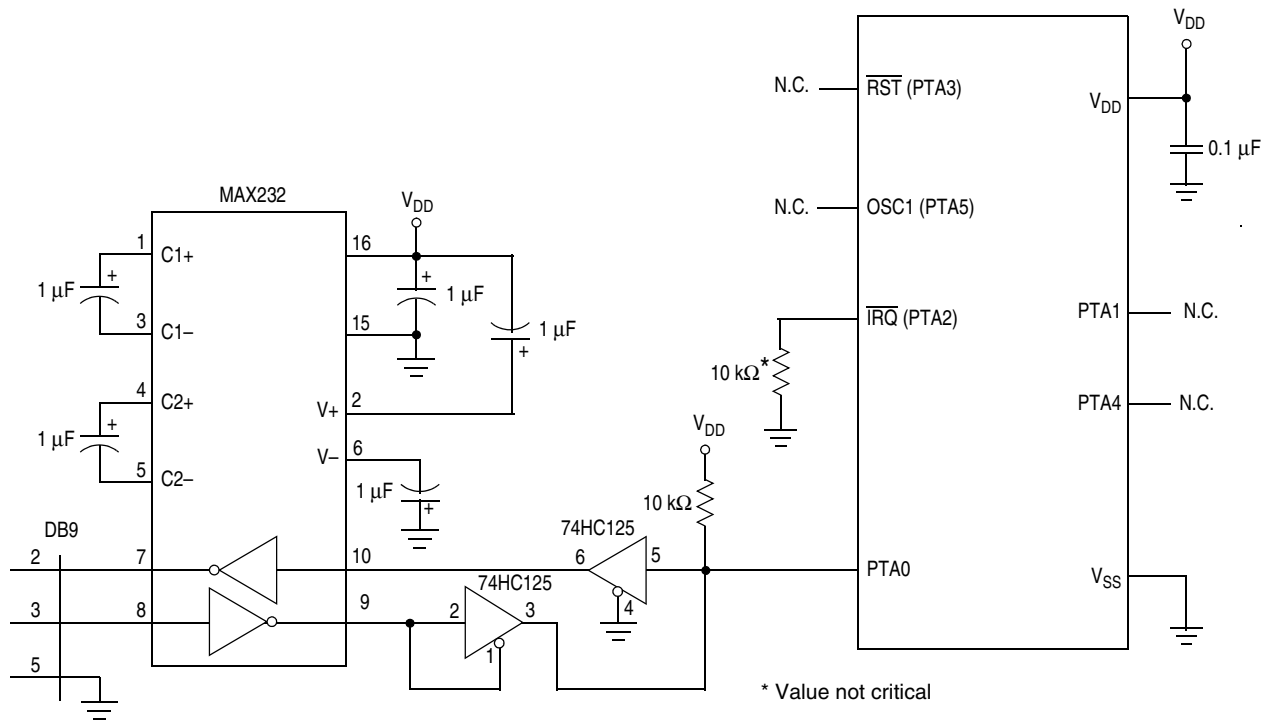 V_DD
N.C.
RST (PTA3)
V_DD
0.1 µF
MAX232
V_DD
N.C.
OSC1 (PTA5)
1
C1+
16
+
1 µF
+
1 µF
3
C1–
15
1 µF
+
IRQ (PTA2)
PTA1
N.C.
10 kΩ*
4
C2+
V+
2
PTA4
N.C.
+
1 µF
V_DD
5
C2–
V–
6
1 µF
+
10 kΩ
DB9
74HC125
2
7
10
6
5
4
PTA0
V_SS
74HC125
3
8
9
2
3
1
5
* Value not critical